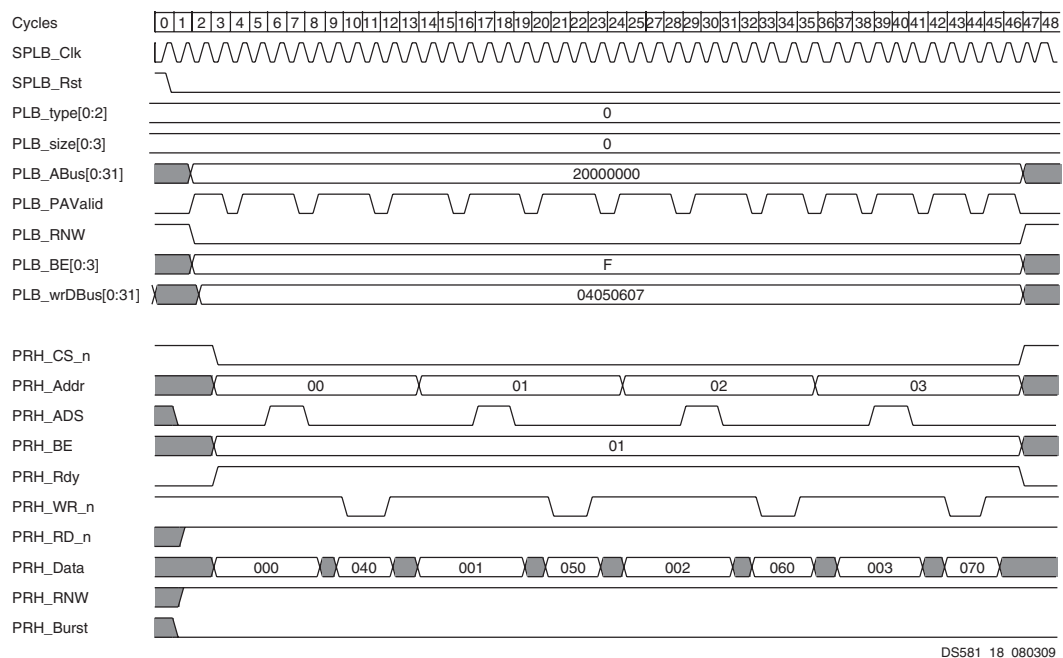 Cycles 0 1 2 3 4 5 6 7 8 9 10 11 12 13 14 15 16 17 18 19 20 21 22 23 24 25 26 27 28 29 30 31 32 33 34 35 36 37 38 39 40 41 42 43 44 45 46 47 48
SPLB_Clk
SPLB_Rst
PLB_type[0:2] 0
PLB_size[0:3] 0
PLB_ABus[0:31] 20000000
PLB_PAValid
PLB_RNW
PLB_BE[0:3] F
PLB_wrDBus[0:31] 04050607
PRH_CS_n
PRH_Addr 00 01 02 03
PRH_ADS
PRH_BE 01
PRH_Rdy
PRH_WR_n
PRH_RD_n
PRH_Data 000 040 001 050 002 060 003 070
PRH_RNW
PRH_Burst
DS581_18_080309